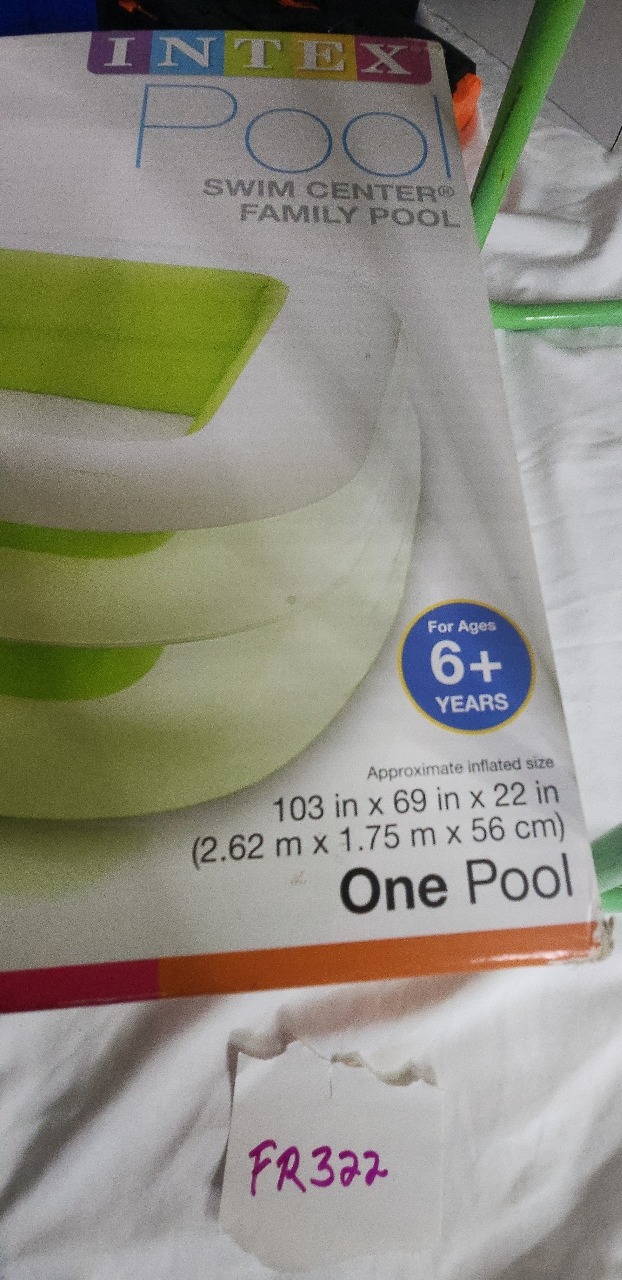 INTEX®
Pool
SWIM CENTER®
FAMILY POOL
For Ages
6+
YEARS
Approximate inflated size
103 in x 69 in x 22 in
(2.62 m x 1.75 m x 56 cm)
One Pool
FR322